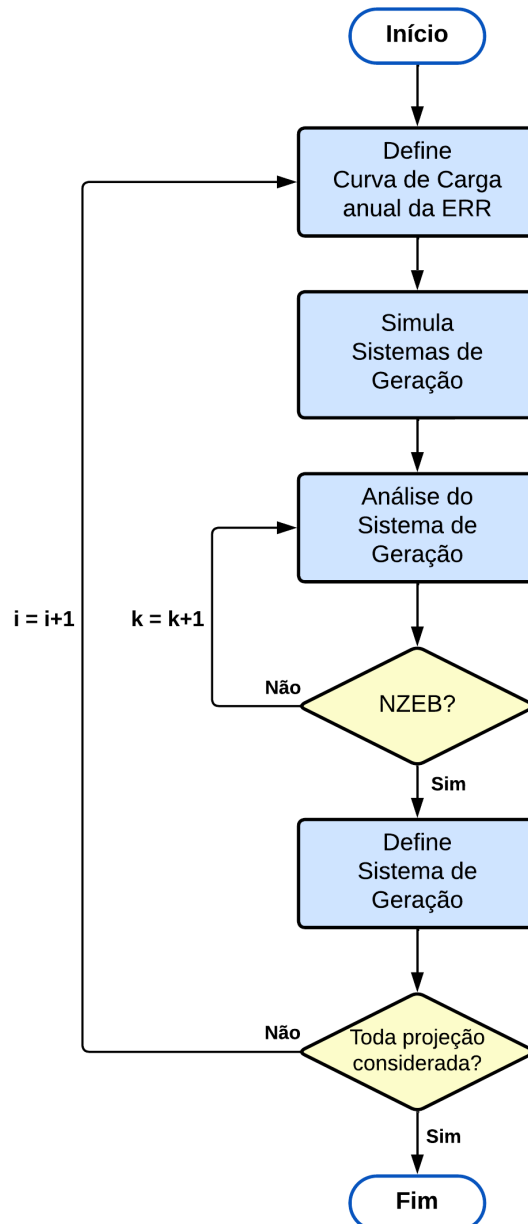 Início
Define
Curva de Carga
anual da ERR
Simula
Sistemas de
Geração
Análise do
Sistema de
Geração
i = i+1
k = k+1
Não
NZEB?
Sim
Define
Sistema de
Geração
Não
Toda projeção
considerada?
Sim
Fim